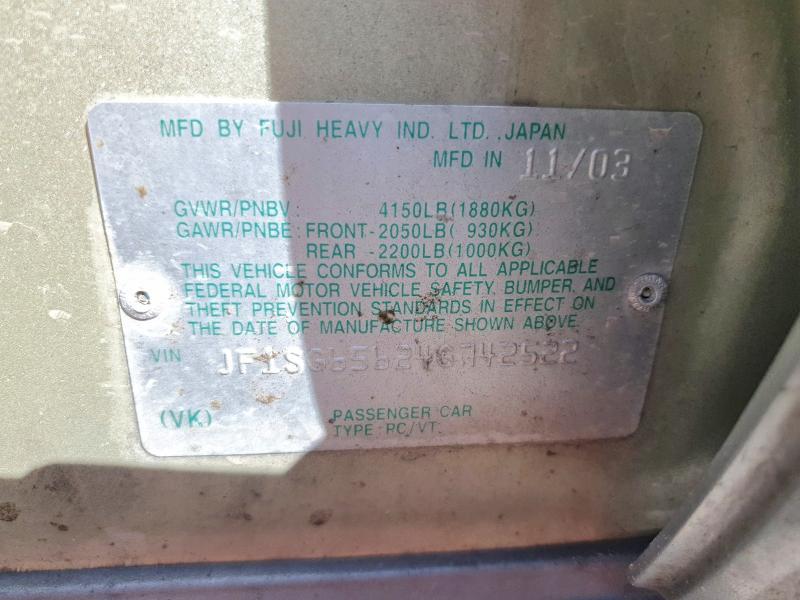 MFD BY FUJI HEAVY IND. LTD., JAPAN
MFD IN 11/03
GVWR/PNBV: 4150LB(1880KG)
GAWR/PNBE: FRONT-2050LB( 930KG)
REAR -2200LB(1000KG)
THIS VEHICLE CONFORMS TO ALL APPLICABLE
FEDERAL MOTOR VEHICLE SAFETY, BUMPER, AND
THEFT PREVENTION STANDARDS IN EFFECT ON
THE DATE OF MANUFACTURE SHOWN ABOVE.
VIN JF1SG65624G742522
(VK) PASSENGER CAR
TYPE: PC/VT